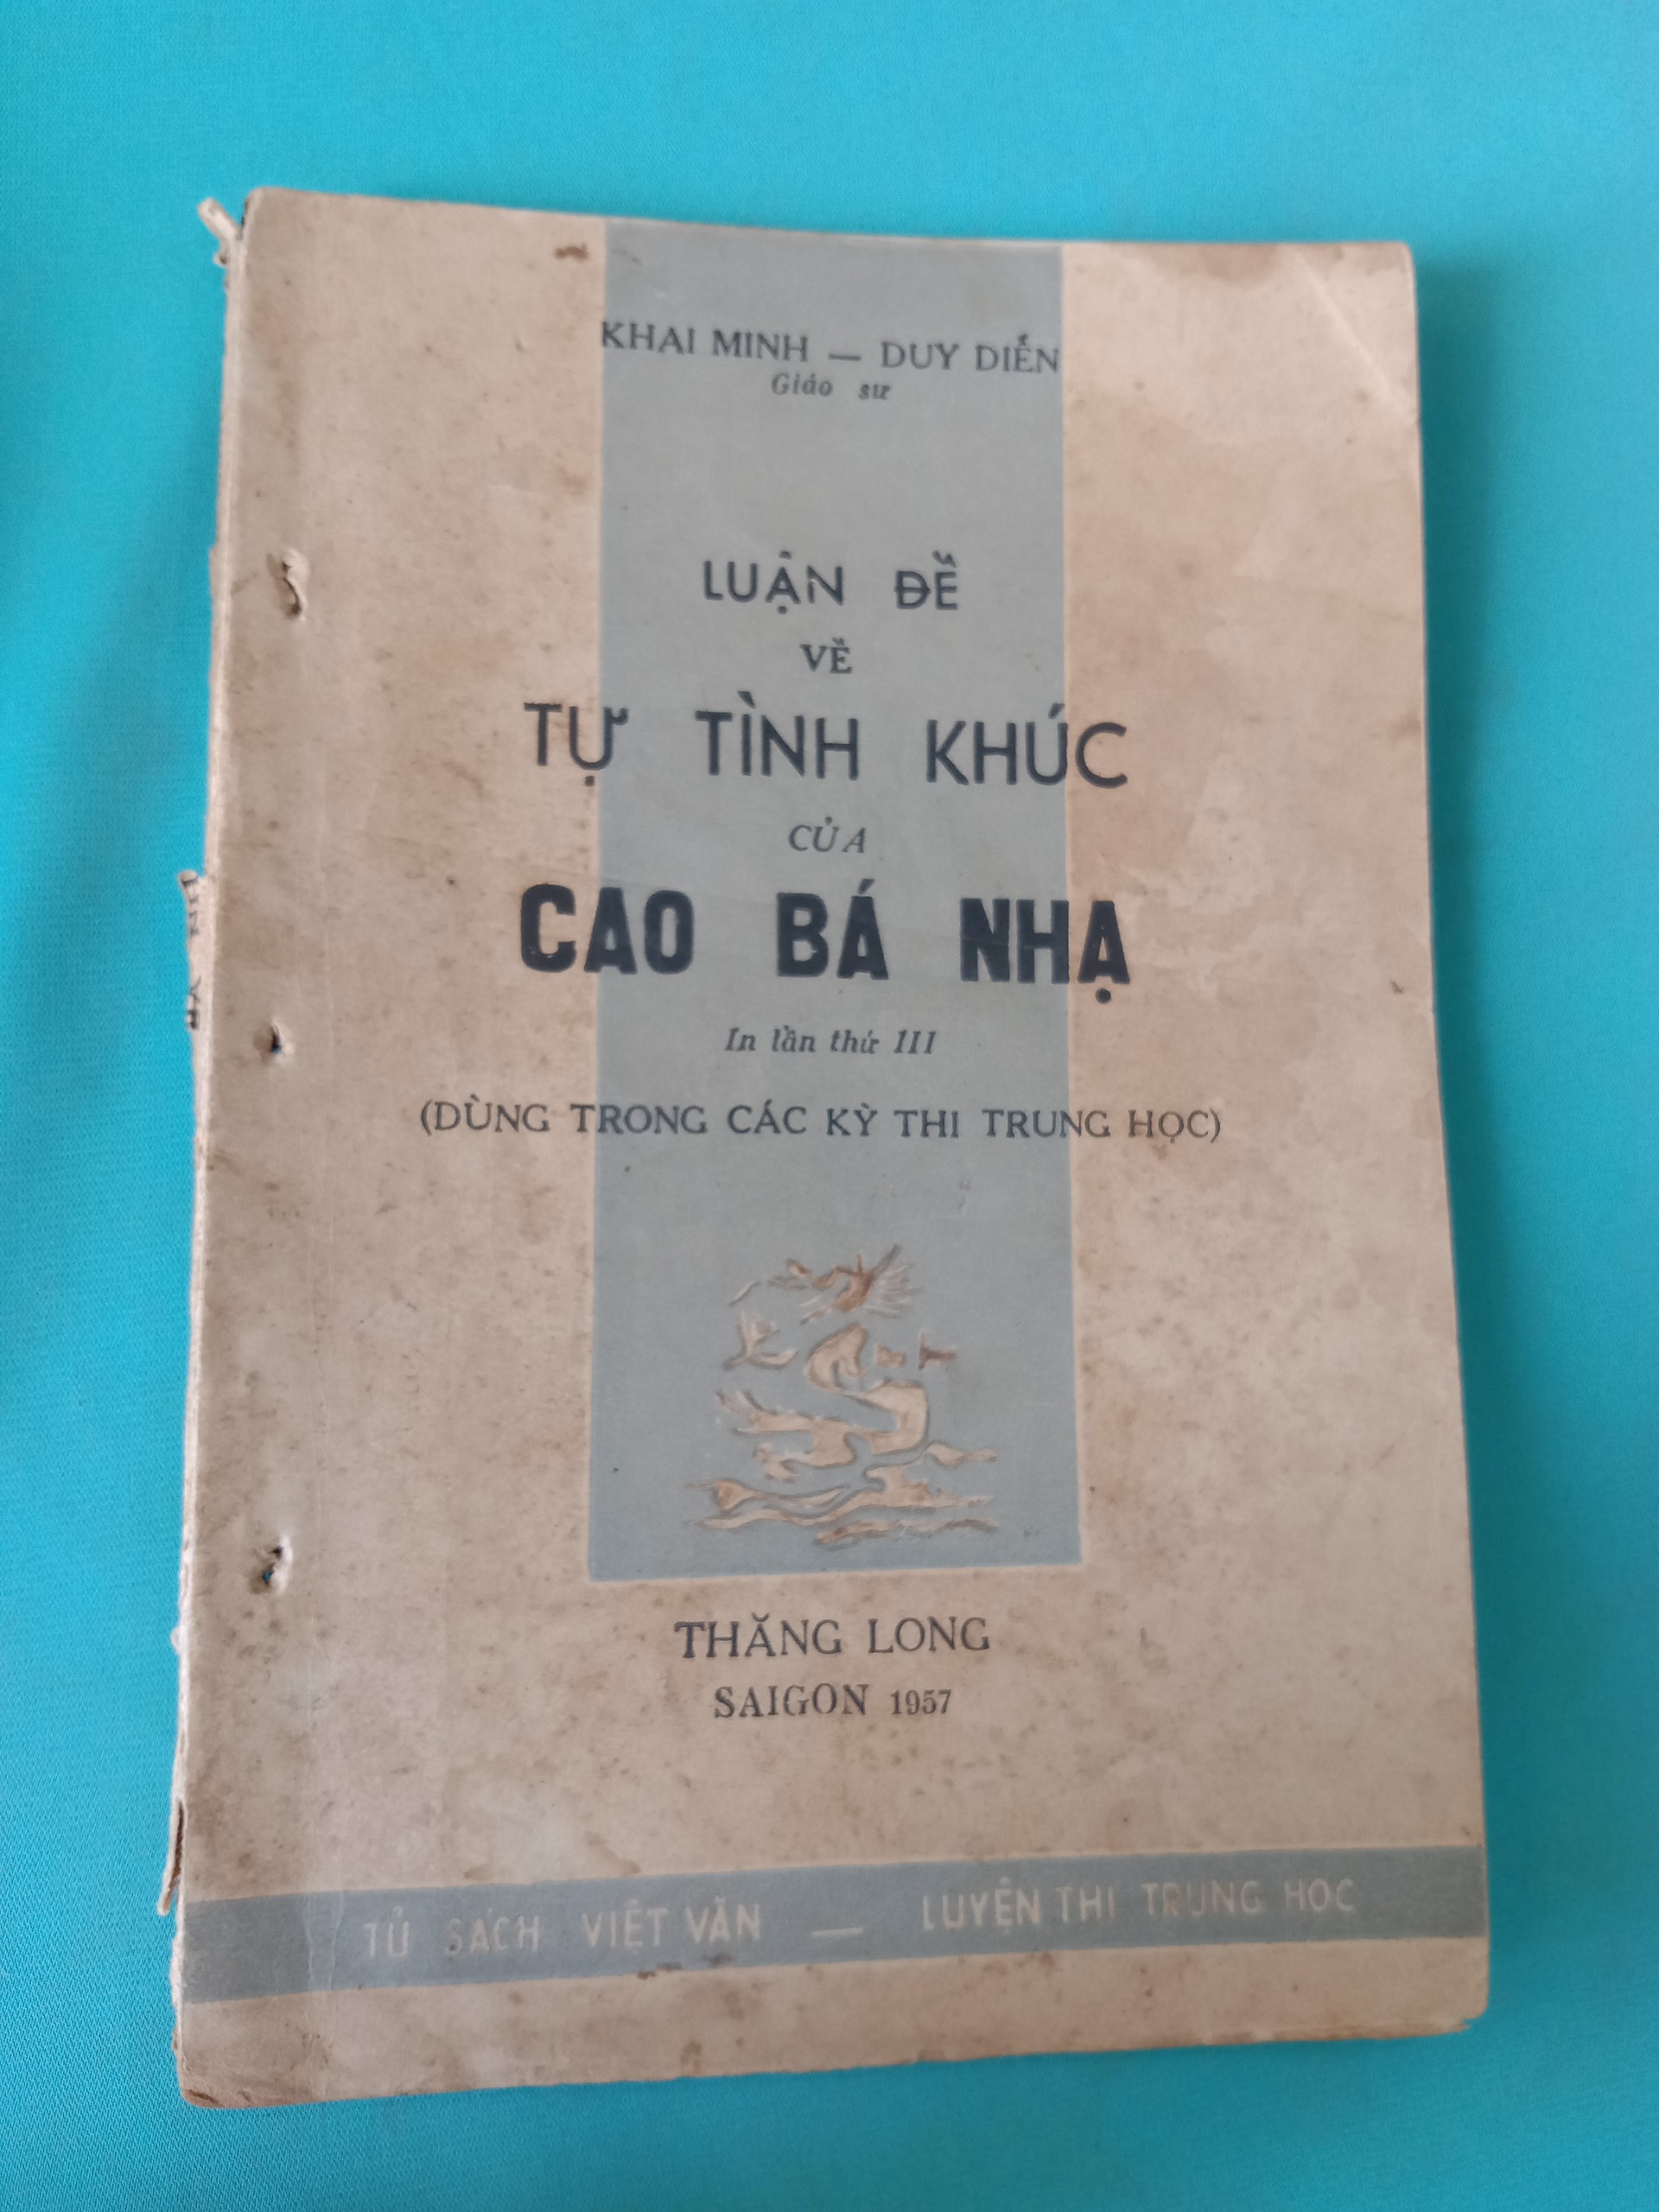 KHAI MINH — DUY DIỄN
Giáo sư
LUẬN ĐỀ
VỀ
TỰ TÌNH KHÚC
CỦA
CAO BÁ NHẠ
In lần thứ III
(DÙNG TRONG CÁC KỲ THI TRUNG HỌC)
THĂNG LONG
SAIGON 1957
TỦ SÁCH VIỆT VĂN — LUYỆN THI TRUNG HỌC